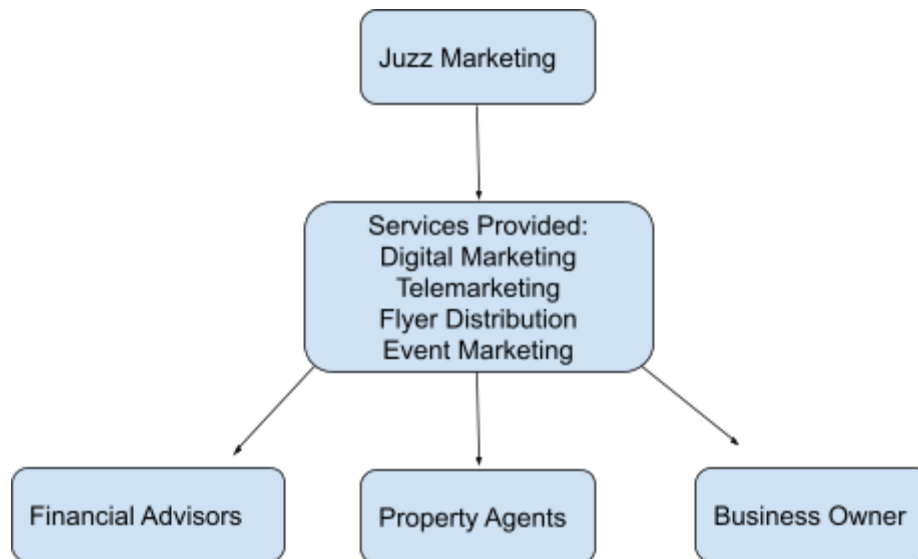 Juzz Marketing
Services Provided:
Digital Marketing
Telemarketing
Flyer Distribution
Event Marketing
Financial Advisors
Property Agents
Business Owner